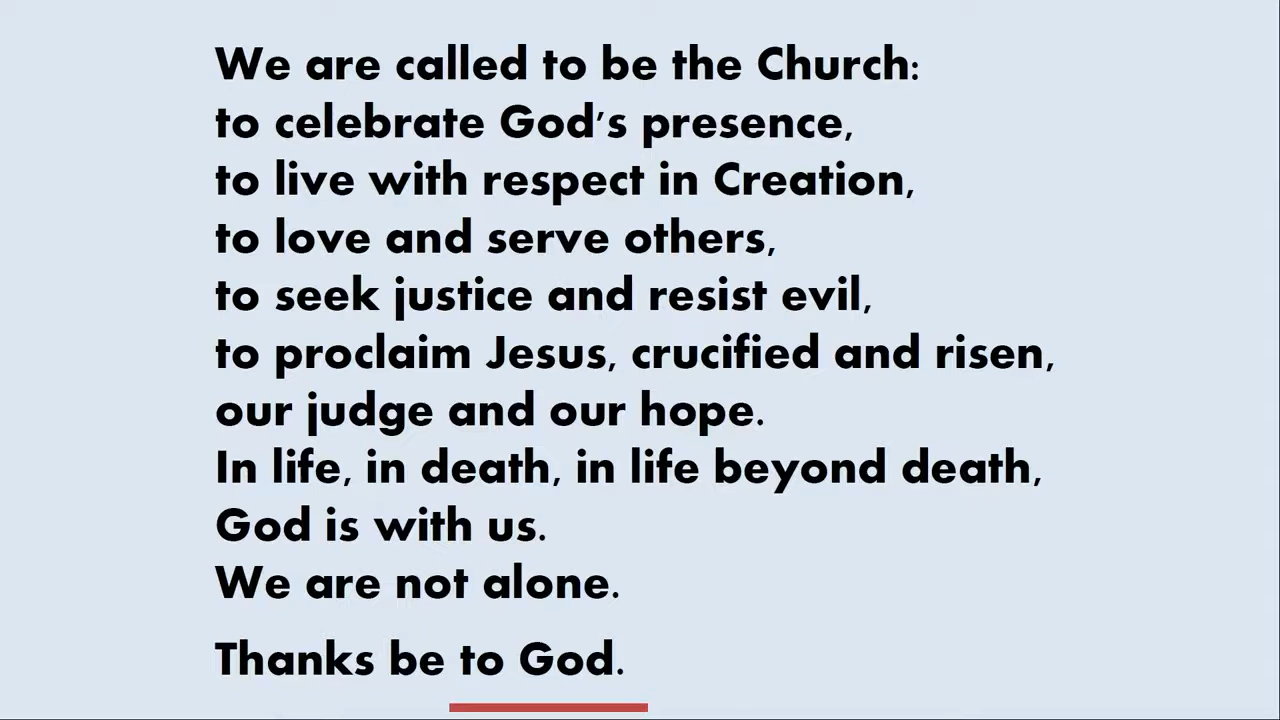 We are called to be the Church:
to celebrate God's presence,
to live with respect in Creation,
to love and serve others,
to seek justice and resist evil,
to proclaim Jesus, crucified and risen,
our judge and our hope.
In life, in death, in life beyond death,
God is with us.
We are not alone.
Thanks be to God.